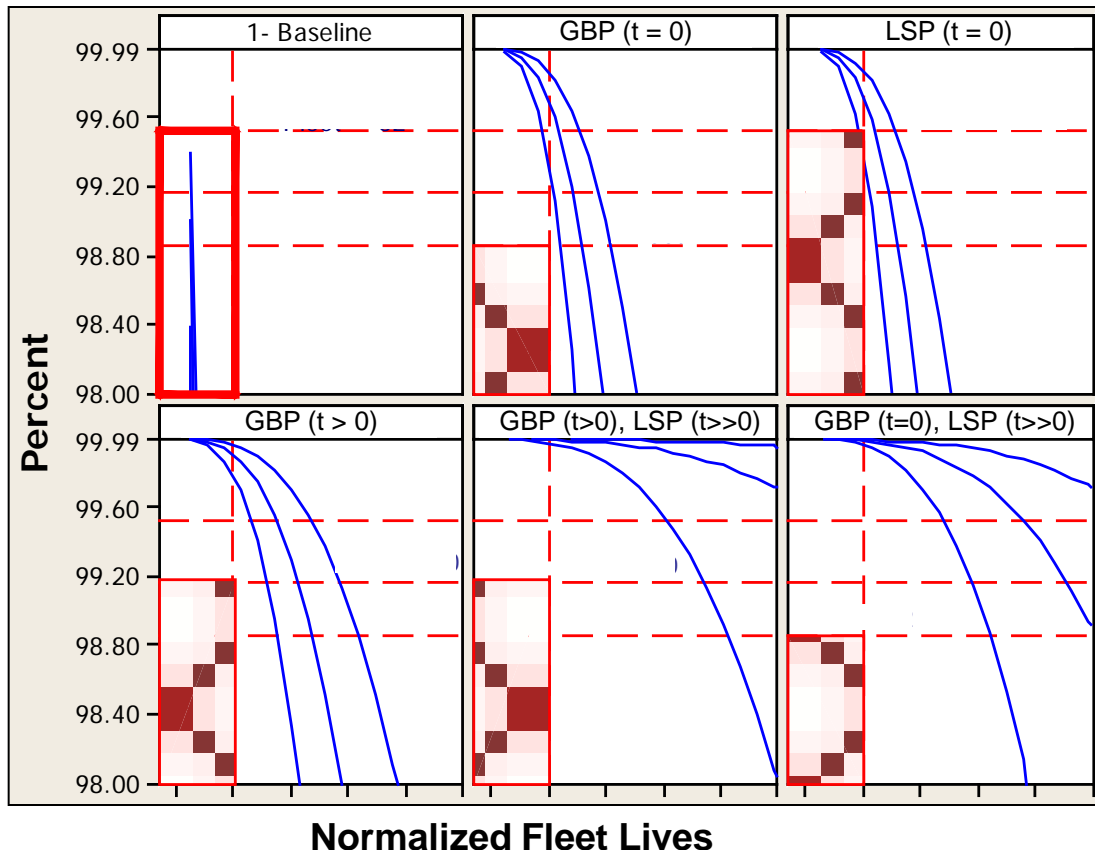 1- Baseline
GBP (t = 0)
LSP (t = 0)
99.99
99.60
99.20
98.80
98.40
98.00
GBP (t > 0)
GBP (t>0), LSP (t>>0)
GBP (t=0), LSP (t>>0)
99.99
99.60
99.20
98.80
98.40
98.00
Percent
Normalized Fleet Lives